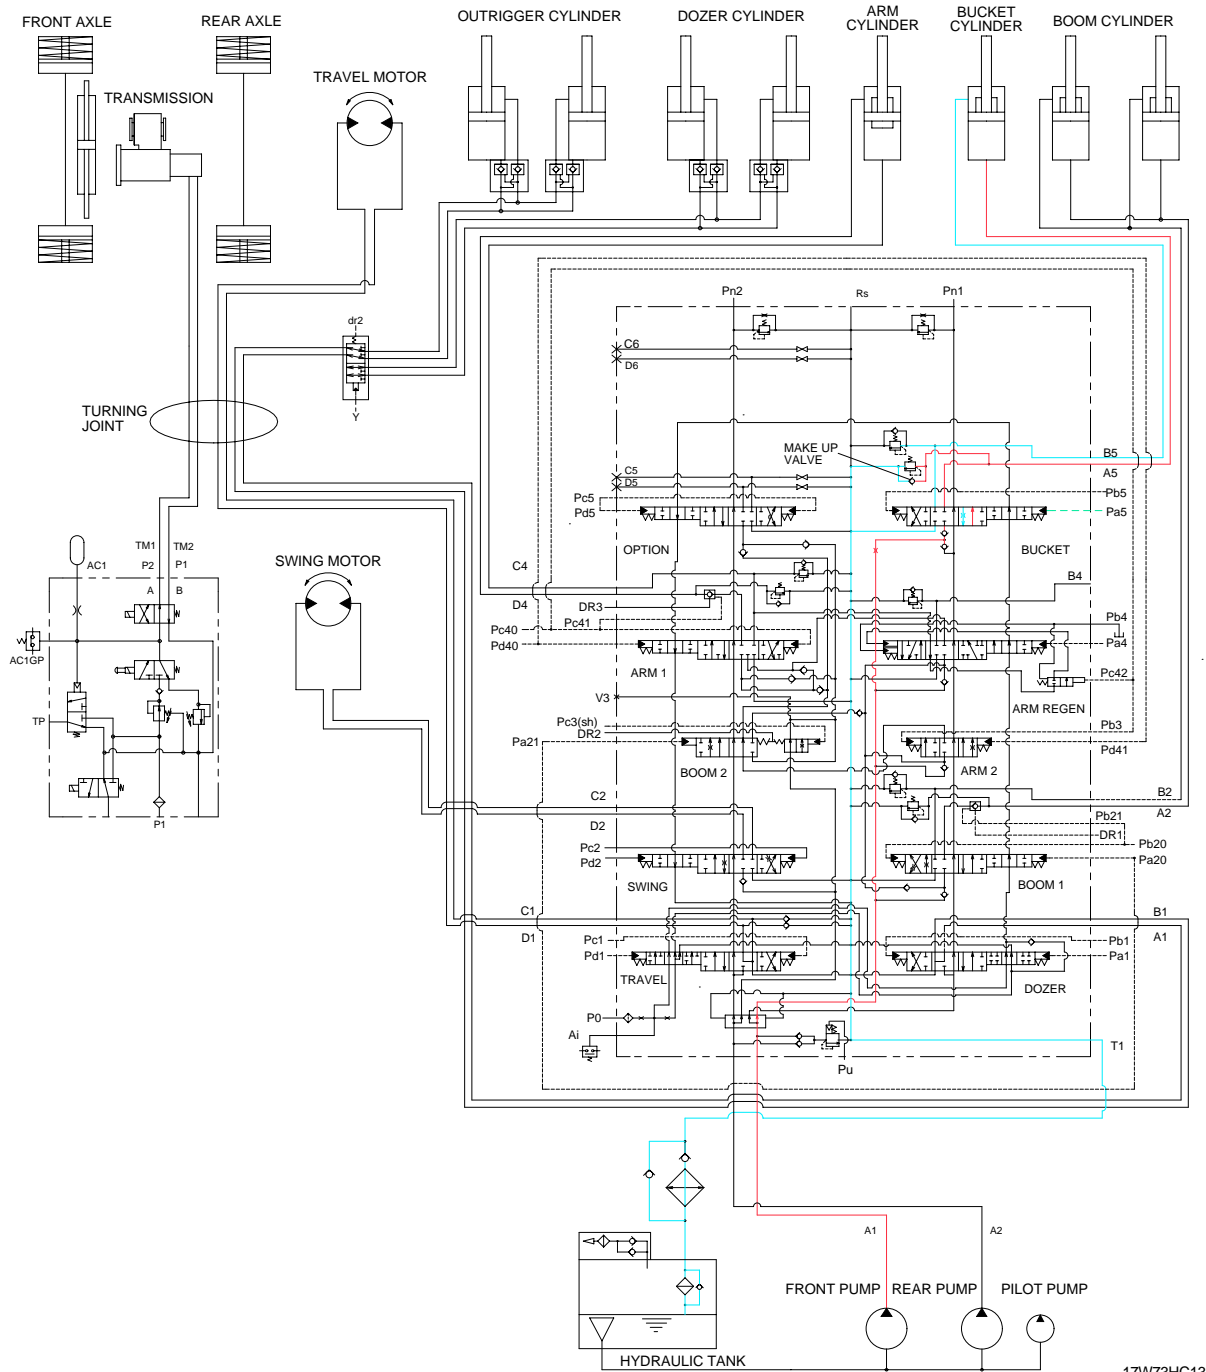 FRONT AXLE
REAR AXLE
OUTRIGGER CYLINDER
DOZER CYLINDER
ARM
CYLINDER
BUCKET
CYLINDER
BOOM CYLINDER
TRAVEL MOTOR
TRANSMISSION
Pn2
Rs
Pn1
dr2
Y
C6
D6
TURNING
JOINT
MAKE UP
VALVE
B5
A5
C5
D5
Pc5
Pd5
Pb5
Pa5
OPTION
BUCKET
TM1
TM2
P2
P1
A
B
AC1
AC1GP
TP
P1
SWING MOTOR
C4
D4
B4
DR3
Pc41
Pc40
Pd40
Pb4
Pa4
ARM 1
Pc42
ARM REGEN
V3
Pc3(sh)
DR2
Pa21
Pb3
Pd41
BOOM 2
ARM 2
C2
D2
B2
A2
Pb21
DR1
Pc2
Pd2
Pb20
Pa20
SWING
BOOM 1
C1
D1
B1
A1
Pc1
Pd1
Pb1
Pa1
TRAVEL
DOZER
P0
Ai
Pu
T1
A1
A2
FRONT PUMP
REAR PUMP
PILOT PUMP
HYDRAULIC TANK
17W73HC13